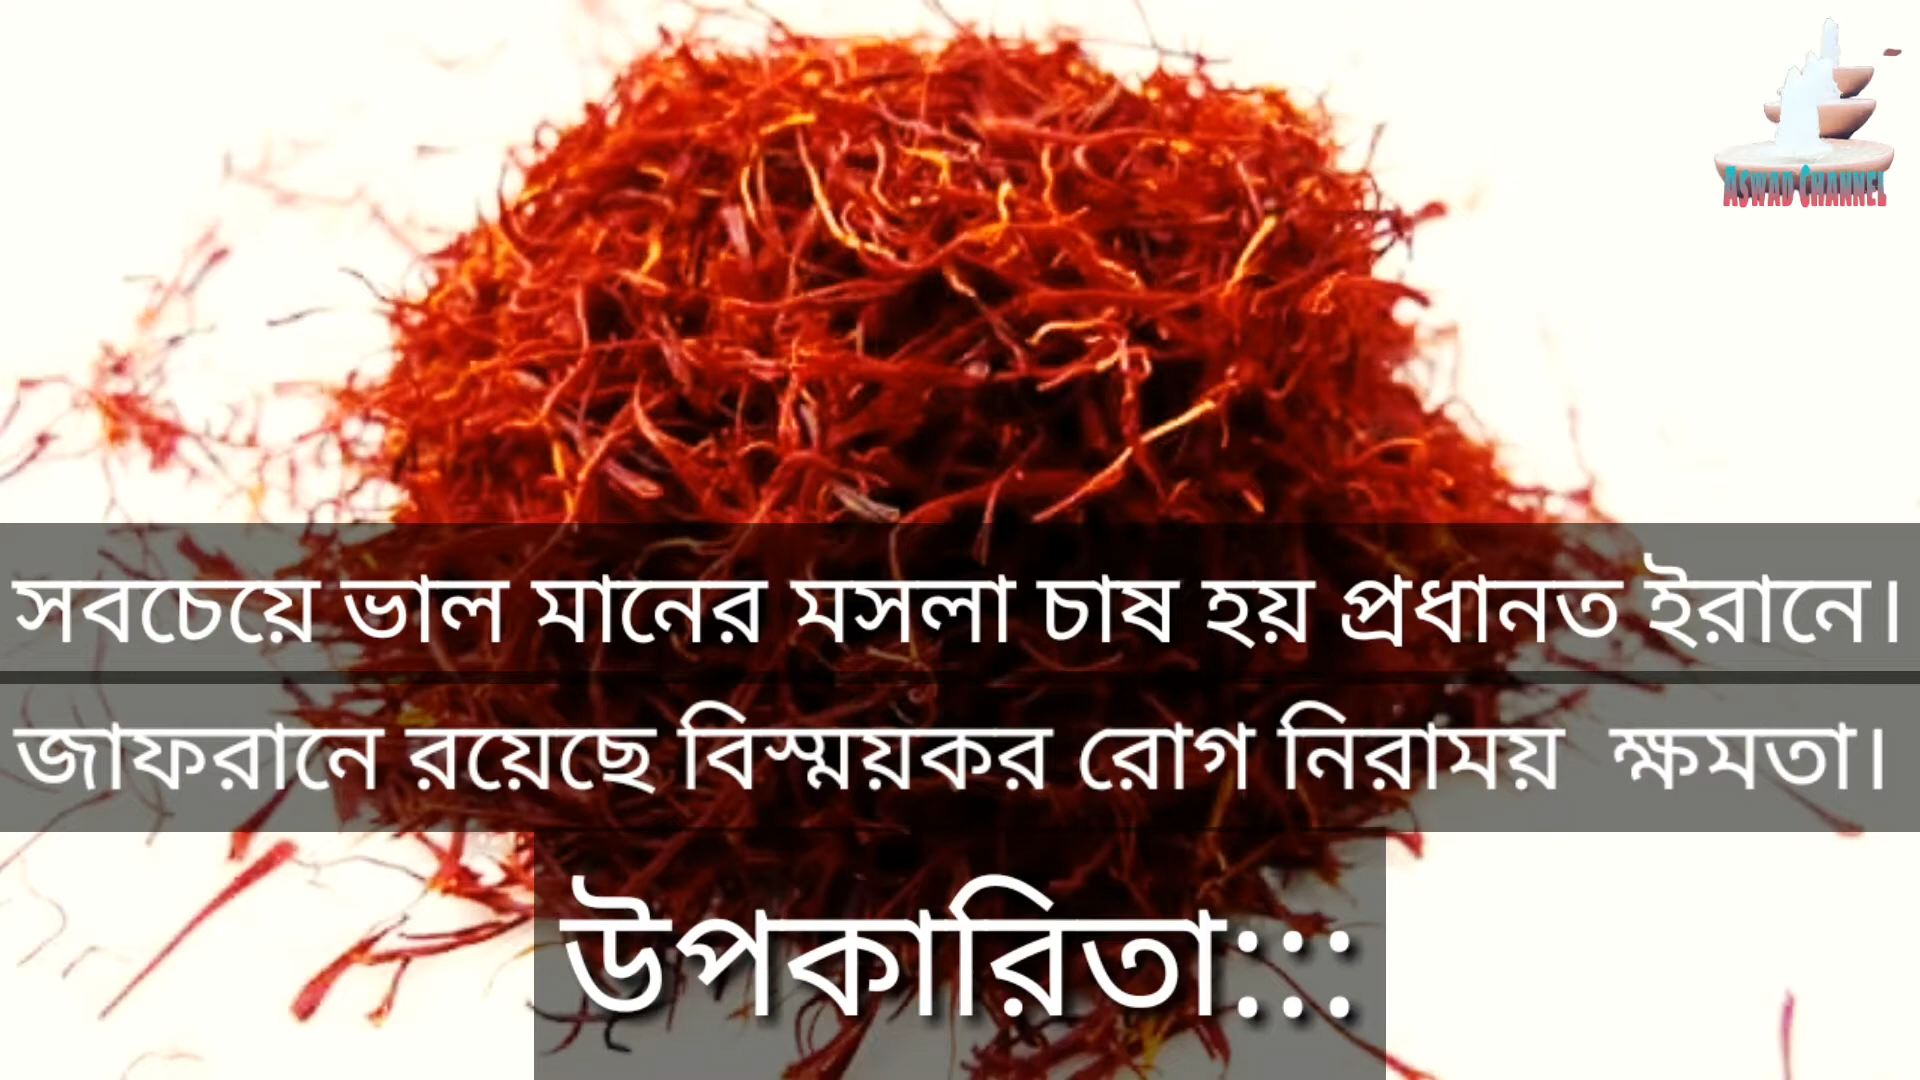 ASWAD CHANNEL
সবচেয়ে ভাল মানের মসলা চাষ হয় প্রধানত ইরানে।
জাফরানে রয়েছে বিস্ময়কর রোগ নিরাময় ক্ষমতা।
উপকারিতা:::